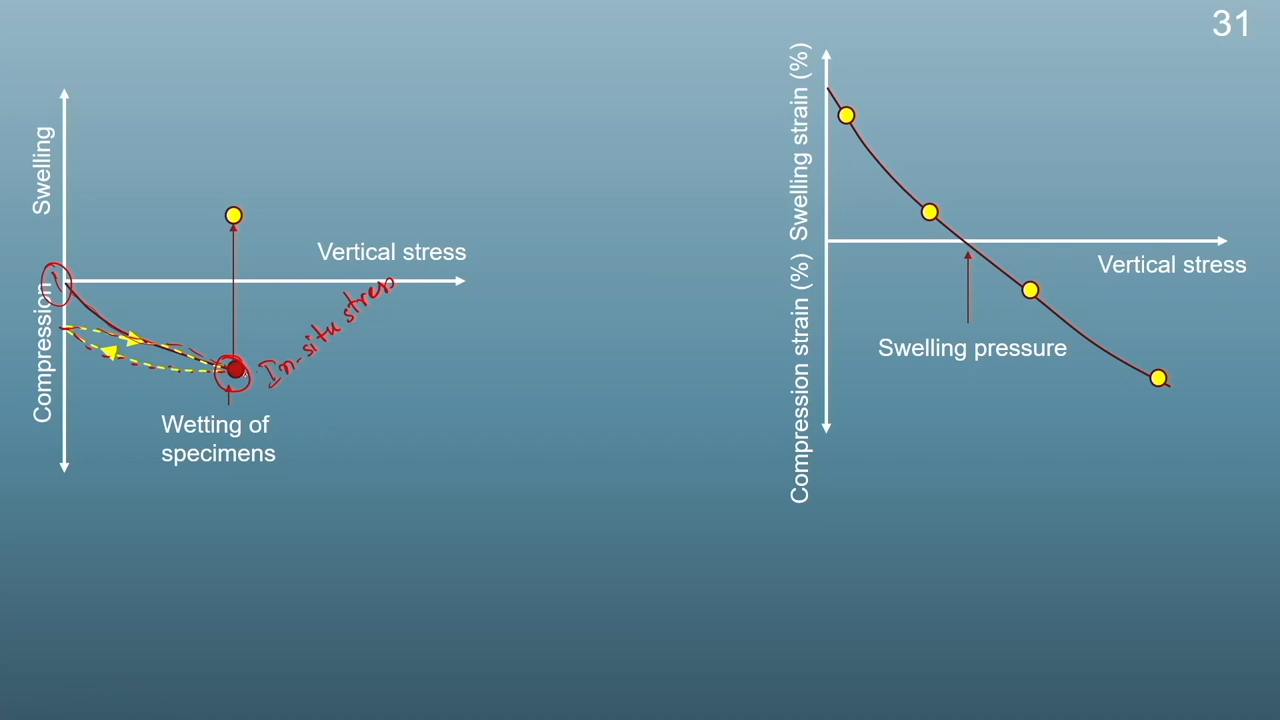 31
Swelling
Compression
Vertical stress
In-situ stress
Wetting of
specimens
Swelling strain (%)
Compression strain (%)
Vertical stress
Swelling pressure